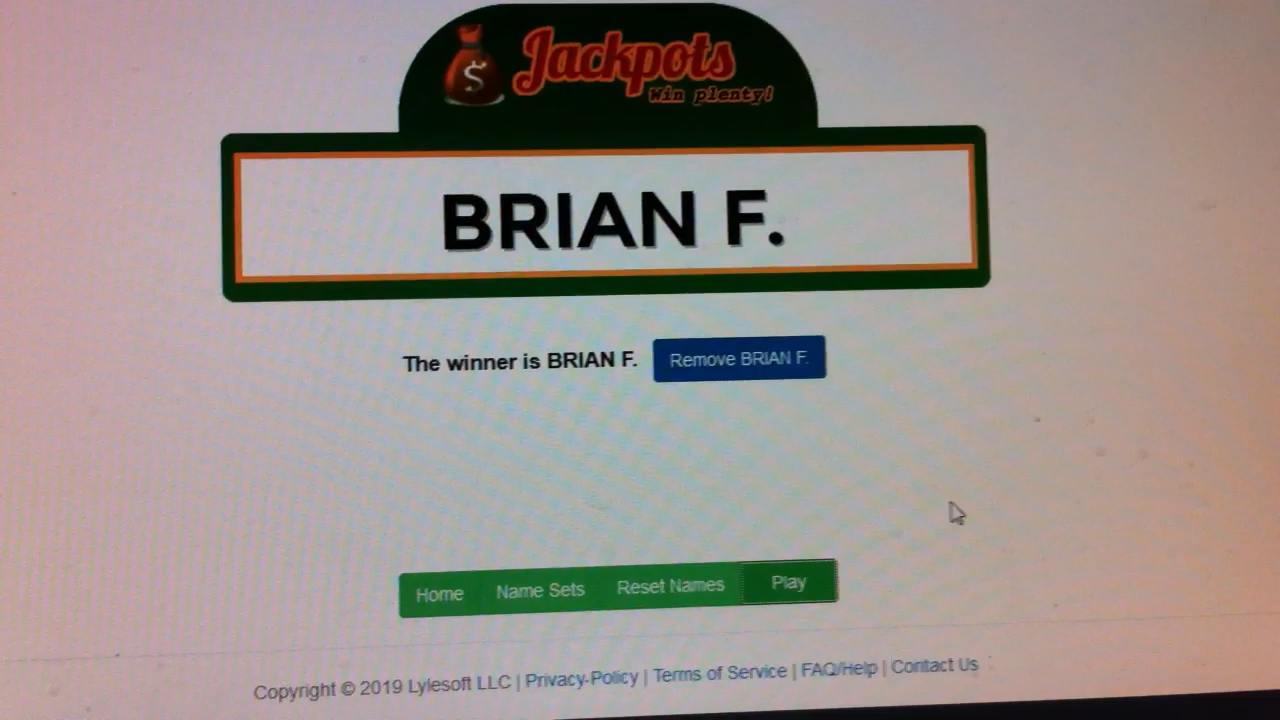 $ Jackpots
Win plenty!
BRIAN F.
The winner is BRIAN F. Remove BRIAN F.
Home Name Sets Reset Names Play
Copyright © 2019 Lylesoft LLC | Privacy-Policy | Terms of Service | FAQ/Help | Contact Us